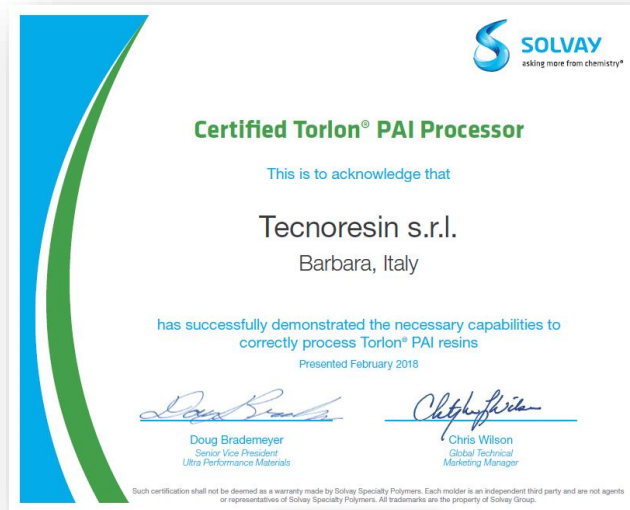 SOLVAY
asking more from chemistry®
Certified Torlon® PAI Processor
This is to acknowledge that
Tecnoresin s.r.l.
Barbara, Italy
has successfully demonstrated the necessary capabilities to
correctly process Torlon® PAI resins
Presented February 2018
Doug Brademeyer
Chris Wilson
Senior Vice President
Global Technical
Ultra Performance Materials
Marketing Manager
Such certification shall not be deemed as a warranty made by Solvay Specialty Polymers. Each molder is an independent third party and are not agents
or representatives of Solvay Specialty Polymers. All trademarks are the property of Solvay Group.